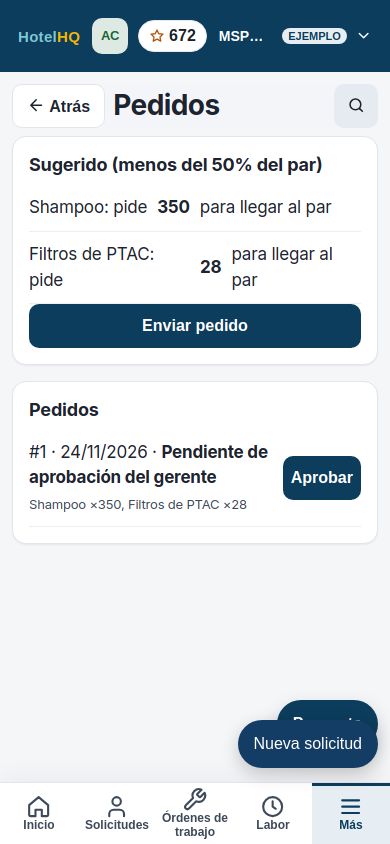 HotelHQ AC 672 MSP… EJEMPLO
Atrás Pedidos
Sugerido (menos del 50% del par)
Shampoo: pide 350 para llegar al par
Filtros de PTAC: pide 28 para llegar al par
Enviar pedido
Pedidos
#1 · 24/11/2026 · Pendiente de
aprobación del gerente
Shampoo ×350, Filtros de PTAC ×28
Aprobar
Nueva solicitud
Inicio
Solicitudes
Órdenes de
trabajo
Labor
Más